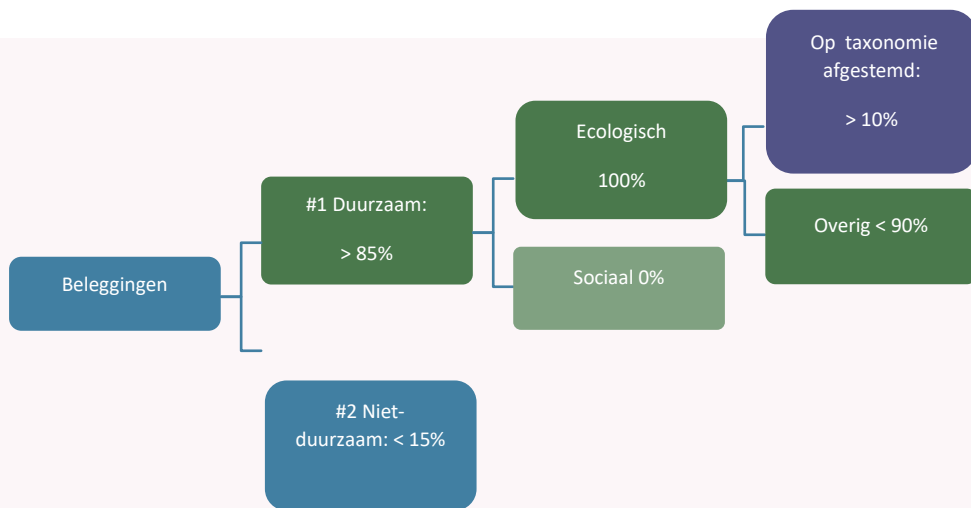 Beleggingen
#1 Duurzaam:
> 85%
#2 Niet-
duurzaam: < 15%
Ecologisch
100%
Sociaal 0%
Op taxonomie
afgestemd:
> 10%
Overig < 90%